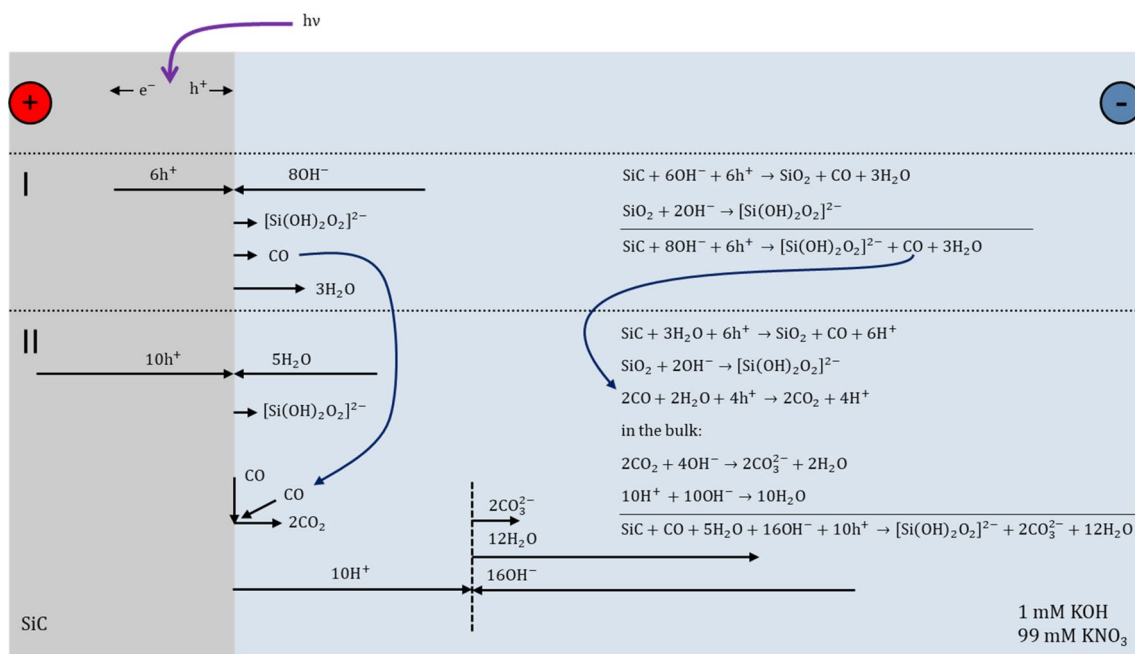 hν
+
e⁻ h⁺
-
I
6h⁺ 8OH⁻
[Si(OH)₂O₂]²⁻
CO
3H₂O
SiC + 6OH⁻ + 6h⁺ → SiO₂ + CO + 3H₂O
SiO₂ + 2OH⁻ → [Si(OH)₂O₂]²⁻
SiC + 8OH⁻ + 6h⁺ → [Si(OH)₂O₂]²⁻ + CO + 3H₂O
II
10h⁺ 5H₂O
[Si(OH)₂O₂]²⁻
CO
CO
2CO₂
2CO₃²⁻
12H₂O
10H⁺ 16OH⁻
SiC + 3H₂O + 6h⁺ → SiO₂ + CO + 6H⁺
SiO₂ + 2OH⁻ → [Si(OH)₂O₂]²⁻
2CO + 2H₂O + 4h⁺ → 2CO₂ + 4H⁺
in the bulk:
2CO₂ + 4OH⁻ → 2CO₃²⁻ + 2H₂O
10H⁺ + 10OH⁻ → 10H₂O
SiC + CO + 5H₂O + 16OH⁻ + 10h⁺ → [Si(OH)₂O₂]²⁻ + 2CO₃²⁻ + 12H₂O
SiC
1 mM KOH
99 mM KNO₃